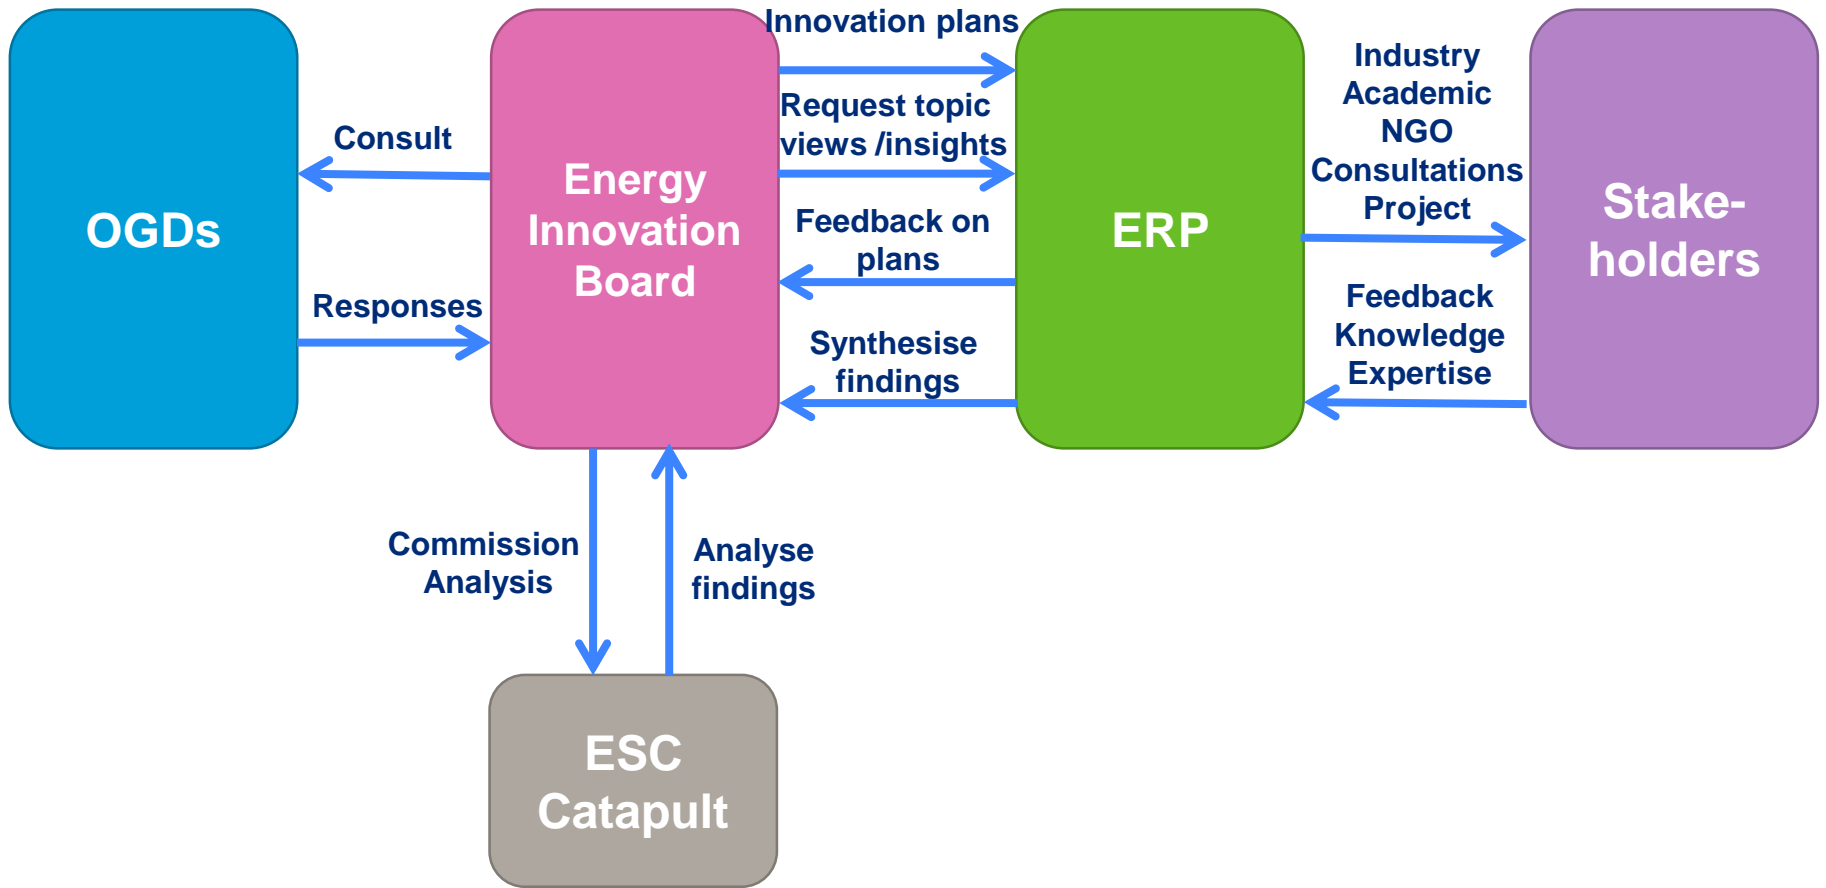 OGDs
Consult
Responses
Energy
Innovation
Board
Innovation plans
Request topic
views /insights
Feedback on
plans
Synthesise
findings
ERP
Industry
Academic
NGO
Consultations
Project
Feedback
Knowledge
Expertise
Stake-
holders
Commission
Analysis
Analyse
findings
ESC
Catapult